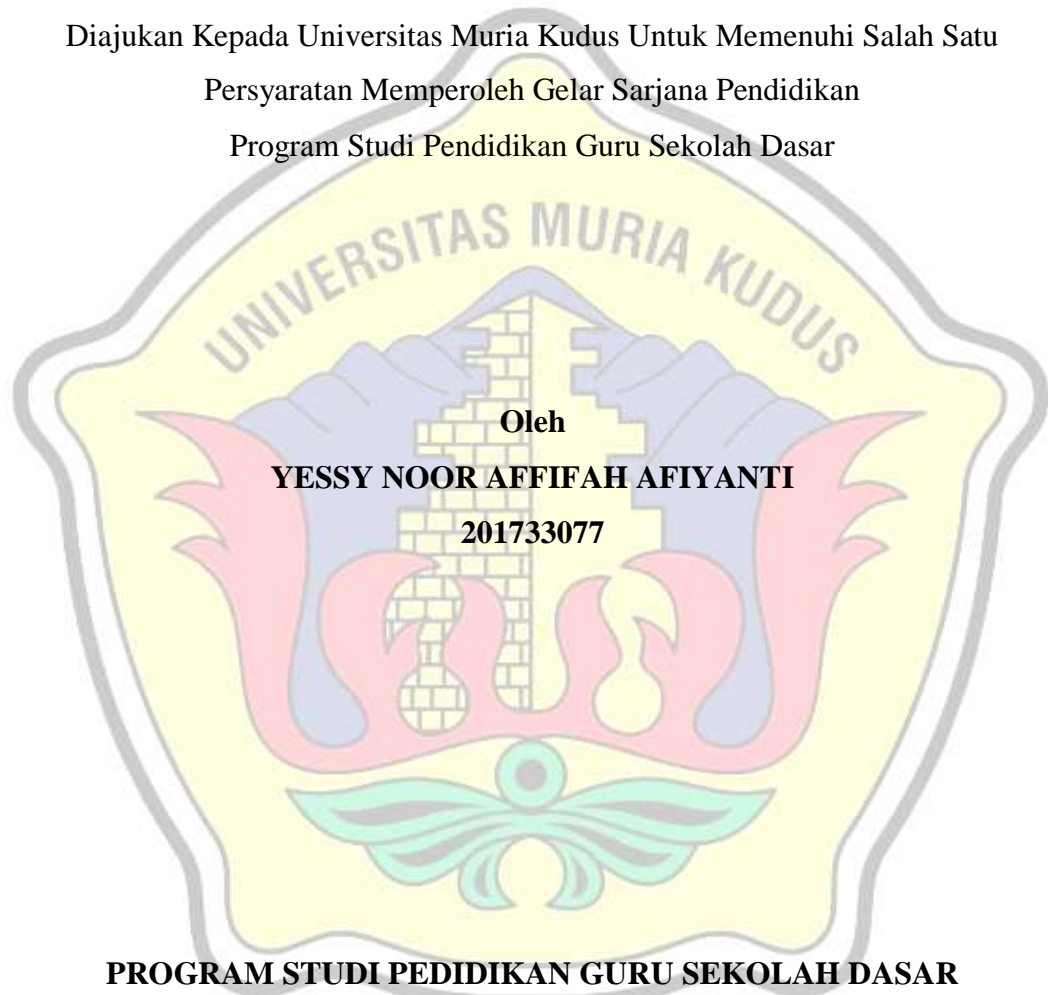 Diajukan Kepada Universitas Muria Kudus Untuk Memenuhi Salah Satu
Persyaratan Memperoleh Gelar Sarjana Pendidikan
Program Studi Pendidikan Guru Sekolah Dasar
UNIVERSITAS MURIA KUDUS
Oleh
YESSY NOOR AFFIFAH AFIYANTI
201733077
PROGRAM STUDI PEDIDIKAN GURU SEKOLAH DASAR